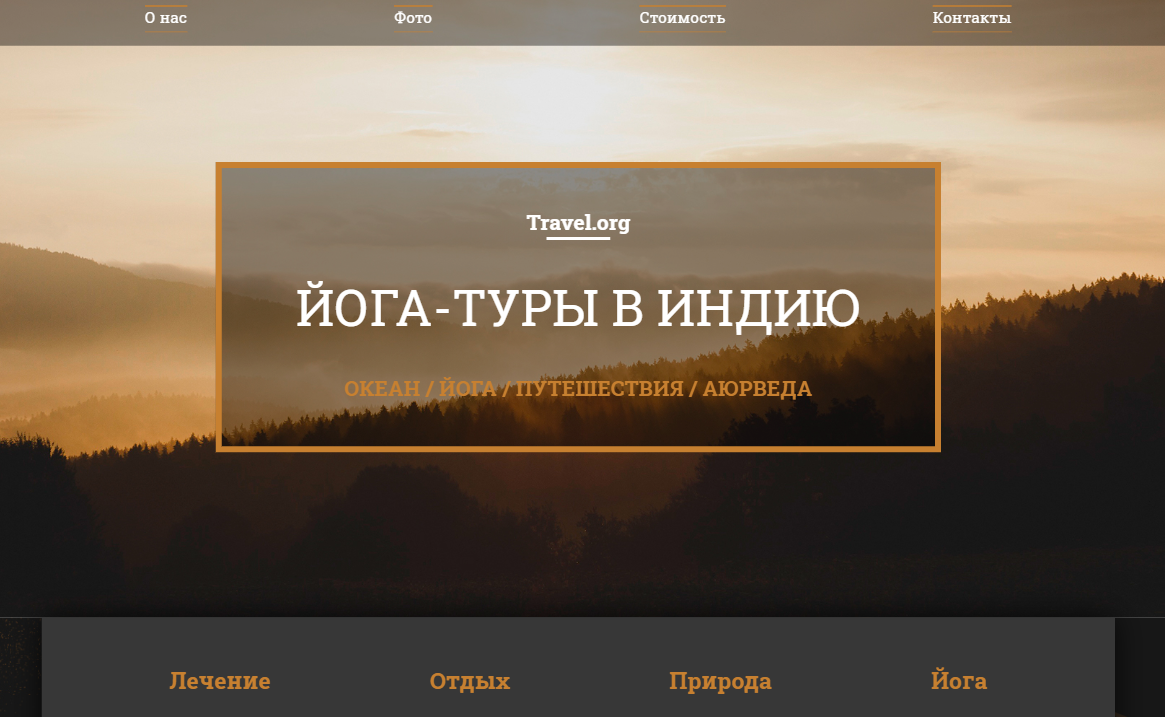 О нас Фото Стоимость Контакты
Travel.org
ЙОГА-ТУРЫ В ИНДИЮ
ОКЕАН / ЙОГА / ПУТЕШЕСТВИЯ / АЮРВЕДА
Лечение Отдых Природа Йога